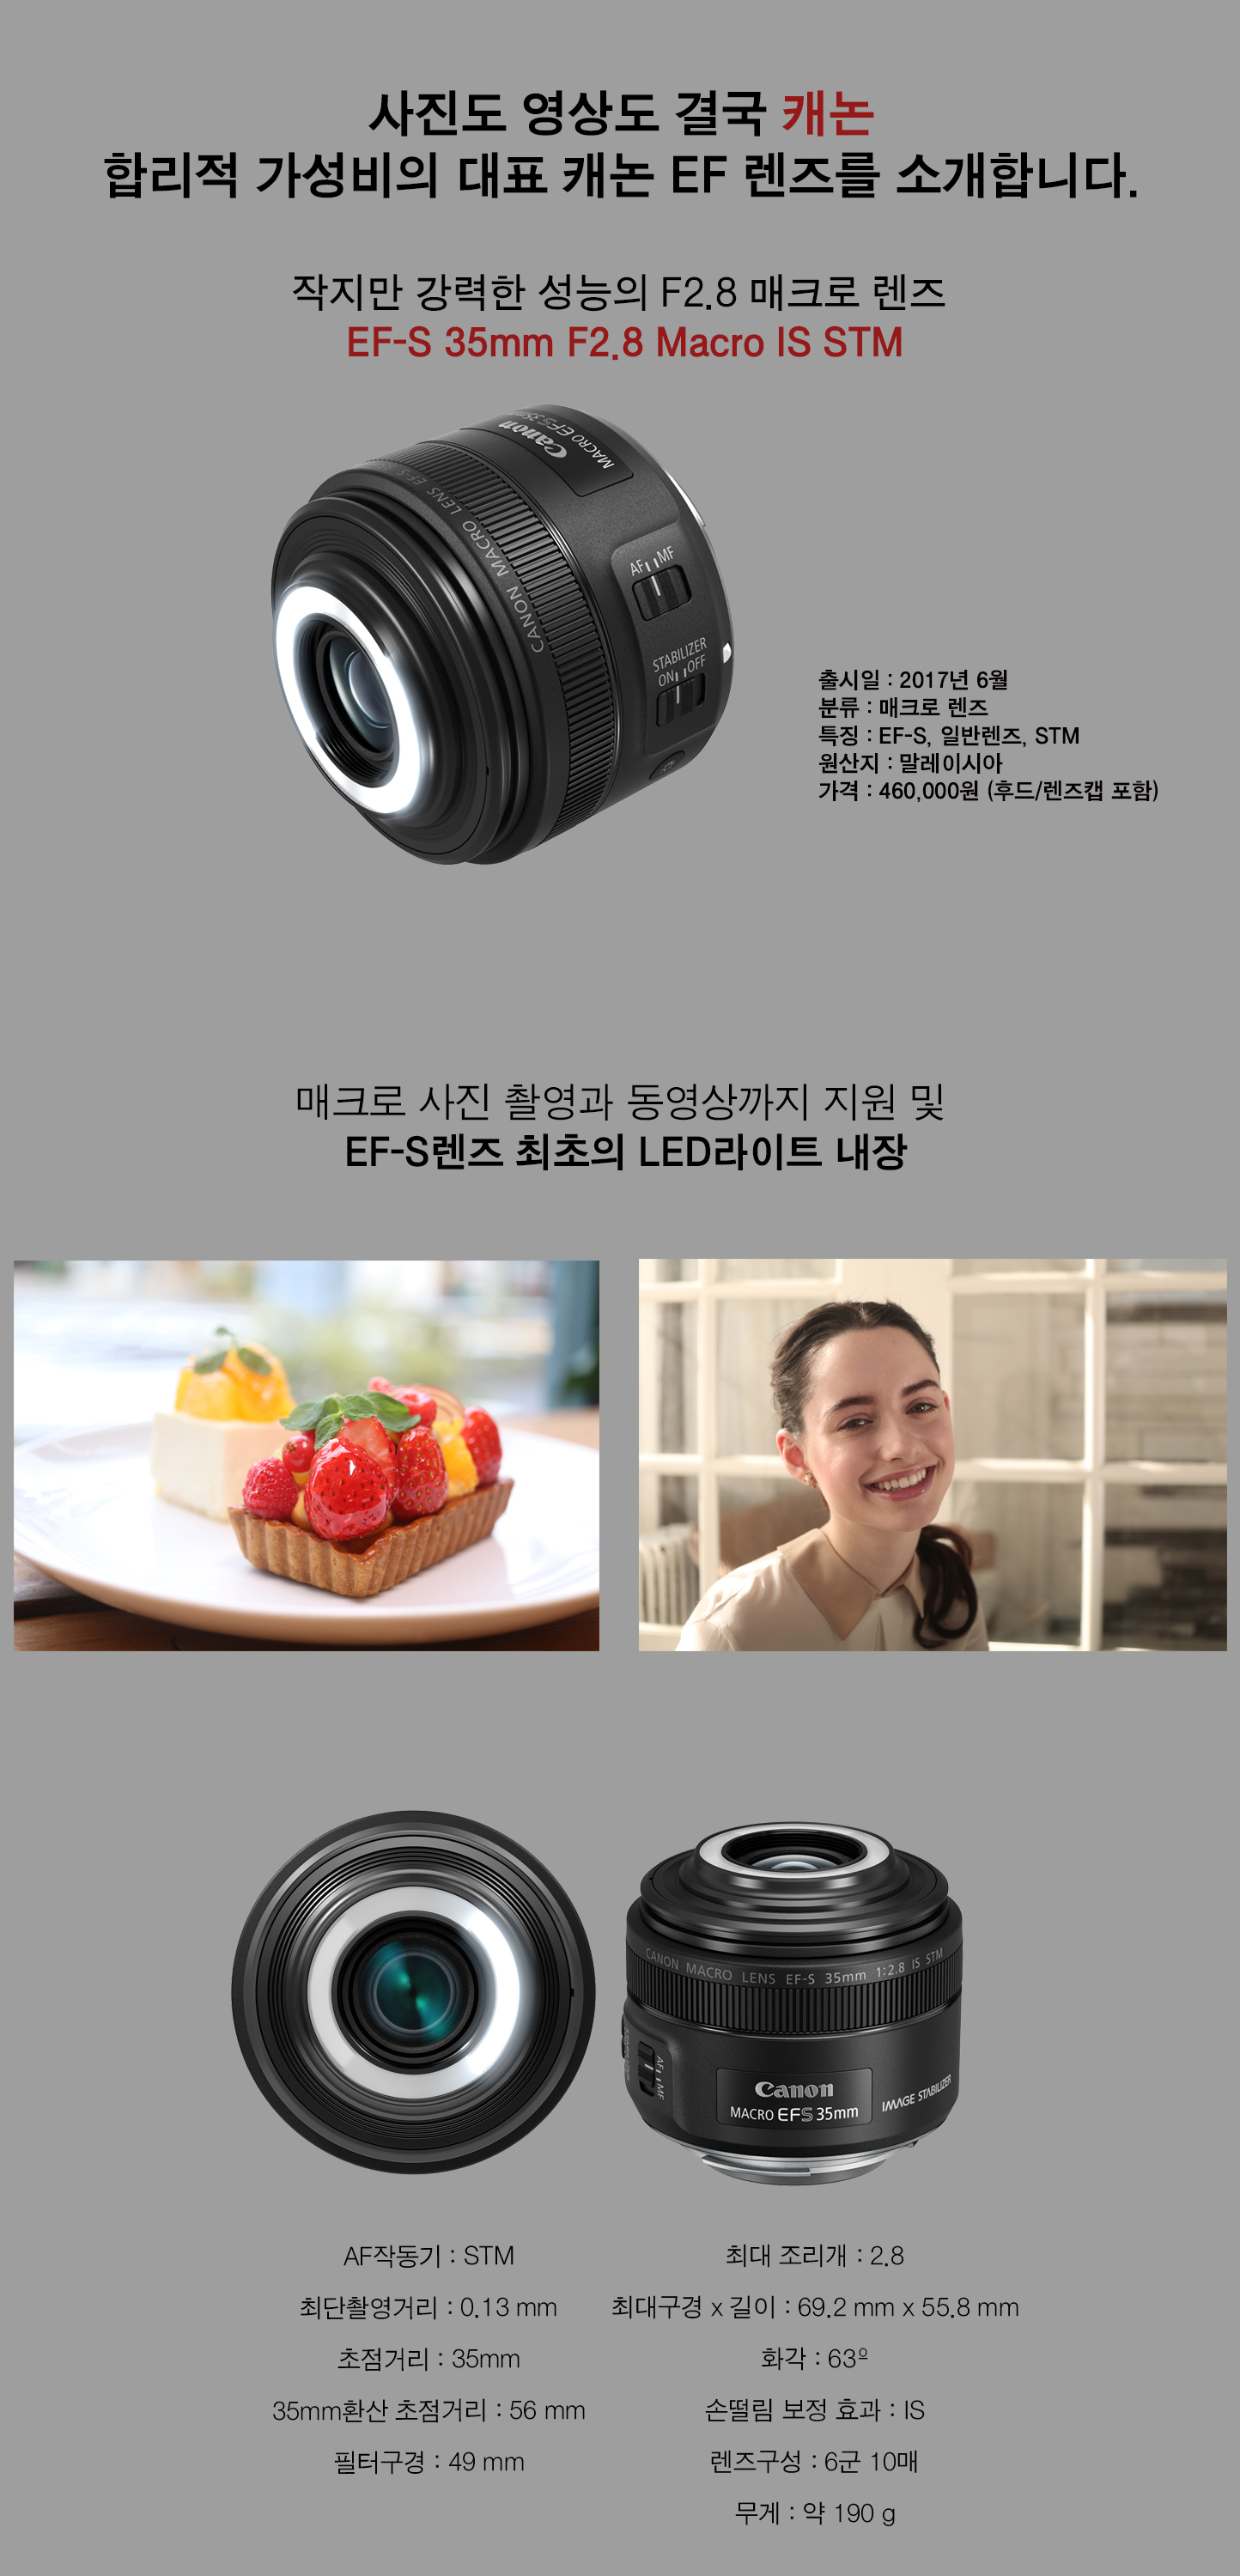 사진도 영상도 결국 캐논
합리적 가성비의 대표 캐논 EF 렌즈를 소개합니다.
작지만 강력한 성능의 F2.8 매크로 렌즈
EF-S 35mm F2.8 Macro IS STM
Canon
MACRO EFS 35mm
CANON MACRO LENS EF-S
AF MF
STABILIZER
ON OFF
출시일 : 2017년 6월
분류 : 매크로 렌즈
특징 : EF-S, 일반렌즈, STM
원산지 : 말레이시아
가격 : 460,000원 (후드/렌즈캡 포함)
매크로 사진 촬영과 동영상까지 지원 및
EF-S렌즈 최초의 LED라이트 내장
CANON MACRO LENS EF-S 35mm 1:2.8 IS STM
AF MF
Canon
MACRO EFS 35mm
IMAGE STABILIZER
AF작동기 : STM
최단촬영거리 : 0.13 mm
초점거리 : 35mm
35mm환산 초점거리 : 56 mm
필터구경 : 49 mm
최대 조리개 : 2.8
최대구경 x 길이 : 69.2 mm x 55.8 mm
화각 : 63º
손떨림 보정 효과 : IS
렌즈구성 : 6군 10매
무게 : 약 190 g